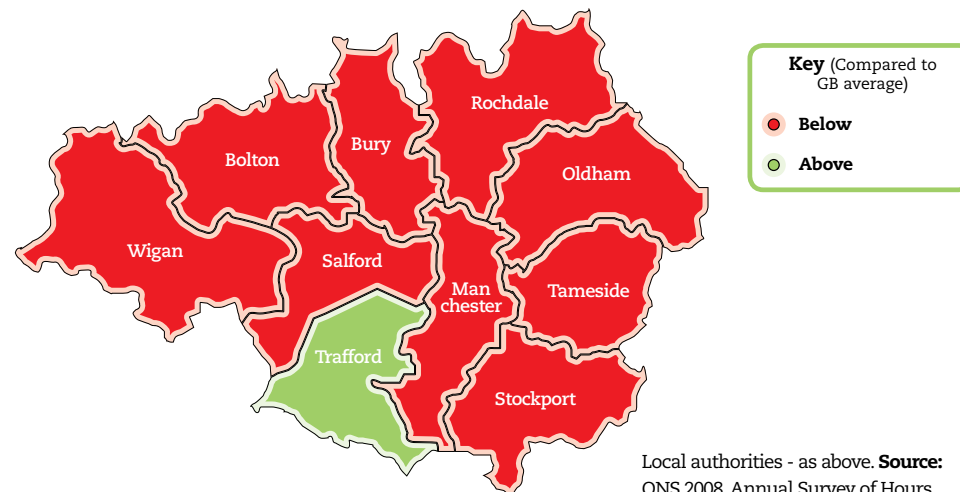 Key (Compared to
GB average)
Below
Above
Rochdale
Bury
Bolton
Oldham
Wigan
Salford
Man
chester
Tameside
Trafford
Stockport
Local authorities - as above. Source:
ONS 2008, Annual Survey of Hours